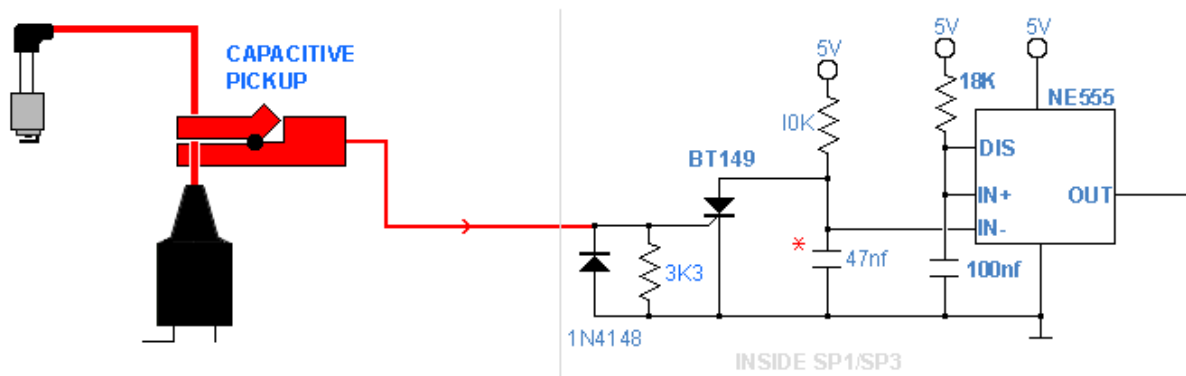 CAPACITIVE
PICKUP
5V
5V
5V
18K
NE555
I0K
BT149
DIS
IN+
OUT
IN-
*
3K3
47nf
100nf
1N4148
INSIDE SP1/SP3